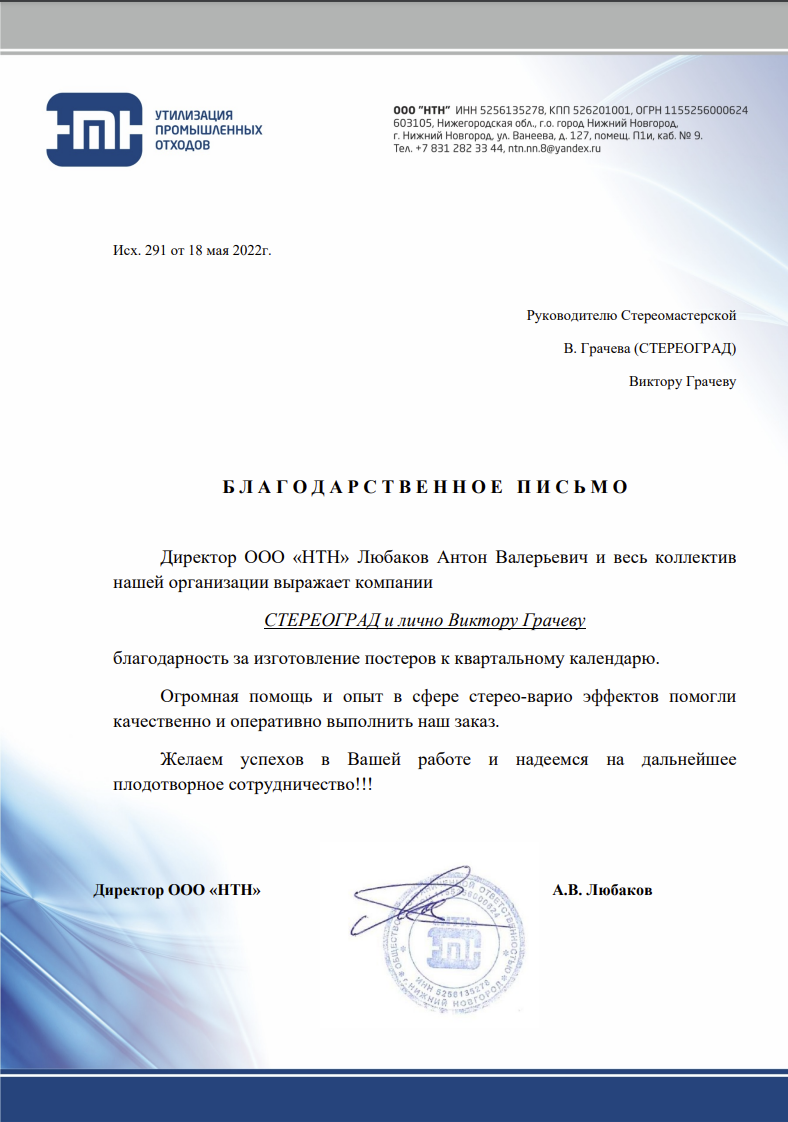 УТИЛИЗАЦИЯ
ПРОМЫШЛЕННЫХ
ОТХОДОВ
ООО "НТН" ИНН 5256135278, КПП 526201001, ОГРН 1155256000624
603105, Нижегородская обл., г.о. город Нижний Новгород,
г. Нижний Новгород, ул. Ванеева, д. 127, помещ. П1и, каб. № 9.
Тел. +7 831 282 33 44, ntn.nn.8@yandex.ru
Исх. 291 от 18 мая 2022г.
Руководителю Стереомастерской
В. Грачева (СТЕРЕОГРАД)
Виктору Грачеву
БЛАГОДАРСТВЕННОЕ ПИСЬМО
Директор ООО «НТН» Любаков Антон Валерьевич и весь коллектив
нашей организации выражает компании
СТЕРЕОГРАД и лично Виктору Грачеву
благодарность за изготовление постеров к квартальному календарю.
Огромная помощь и опыт в сфере стерео-варио эффектов помогли
качественно и оперативно выполнить наш заказ.
Желаем успехов в Вашей работе и надеемся на дальнейшее
плодотворное сотрудничество!!!
Директор ООО «НТН»
А.В. Любаков
ОТВЕТСТВЕННОСТЬЮ
«НТН»
ИНН 5256135278
г. НИЖНИЙ НОВГОРОД